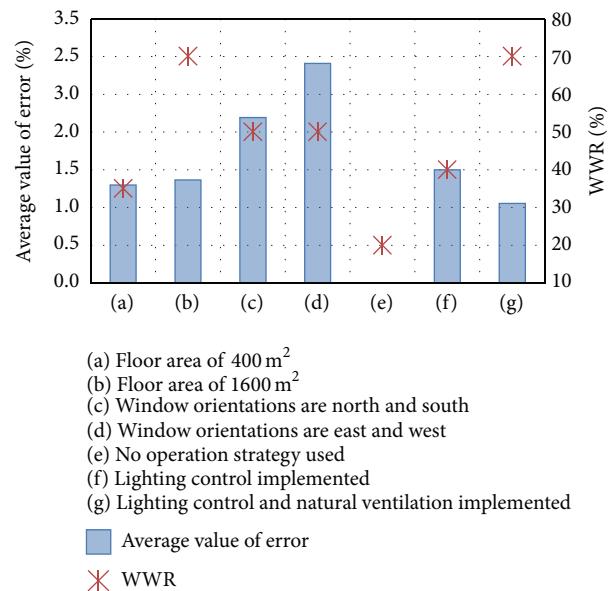 Average value of error (%)
3.5
2.5
3.0
2.0
1.5
1.0
0.5
0.0
80
70
60
50
40
30
20
10
WWR (%)
(a) (b) (c) (d) (e) (f) (g)
(a) Floor area of 400 m²
(b) Floor area of 1600 m²
(c) Window orientations are north and south
(d) Window orientations are east and west
(e) No operation strategy used
(f) Lighting control implemented
(g) Lighting control and natural ventilation implemented
Average value of error
WWR